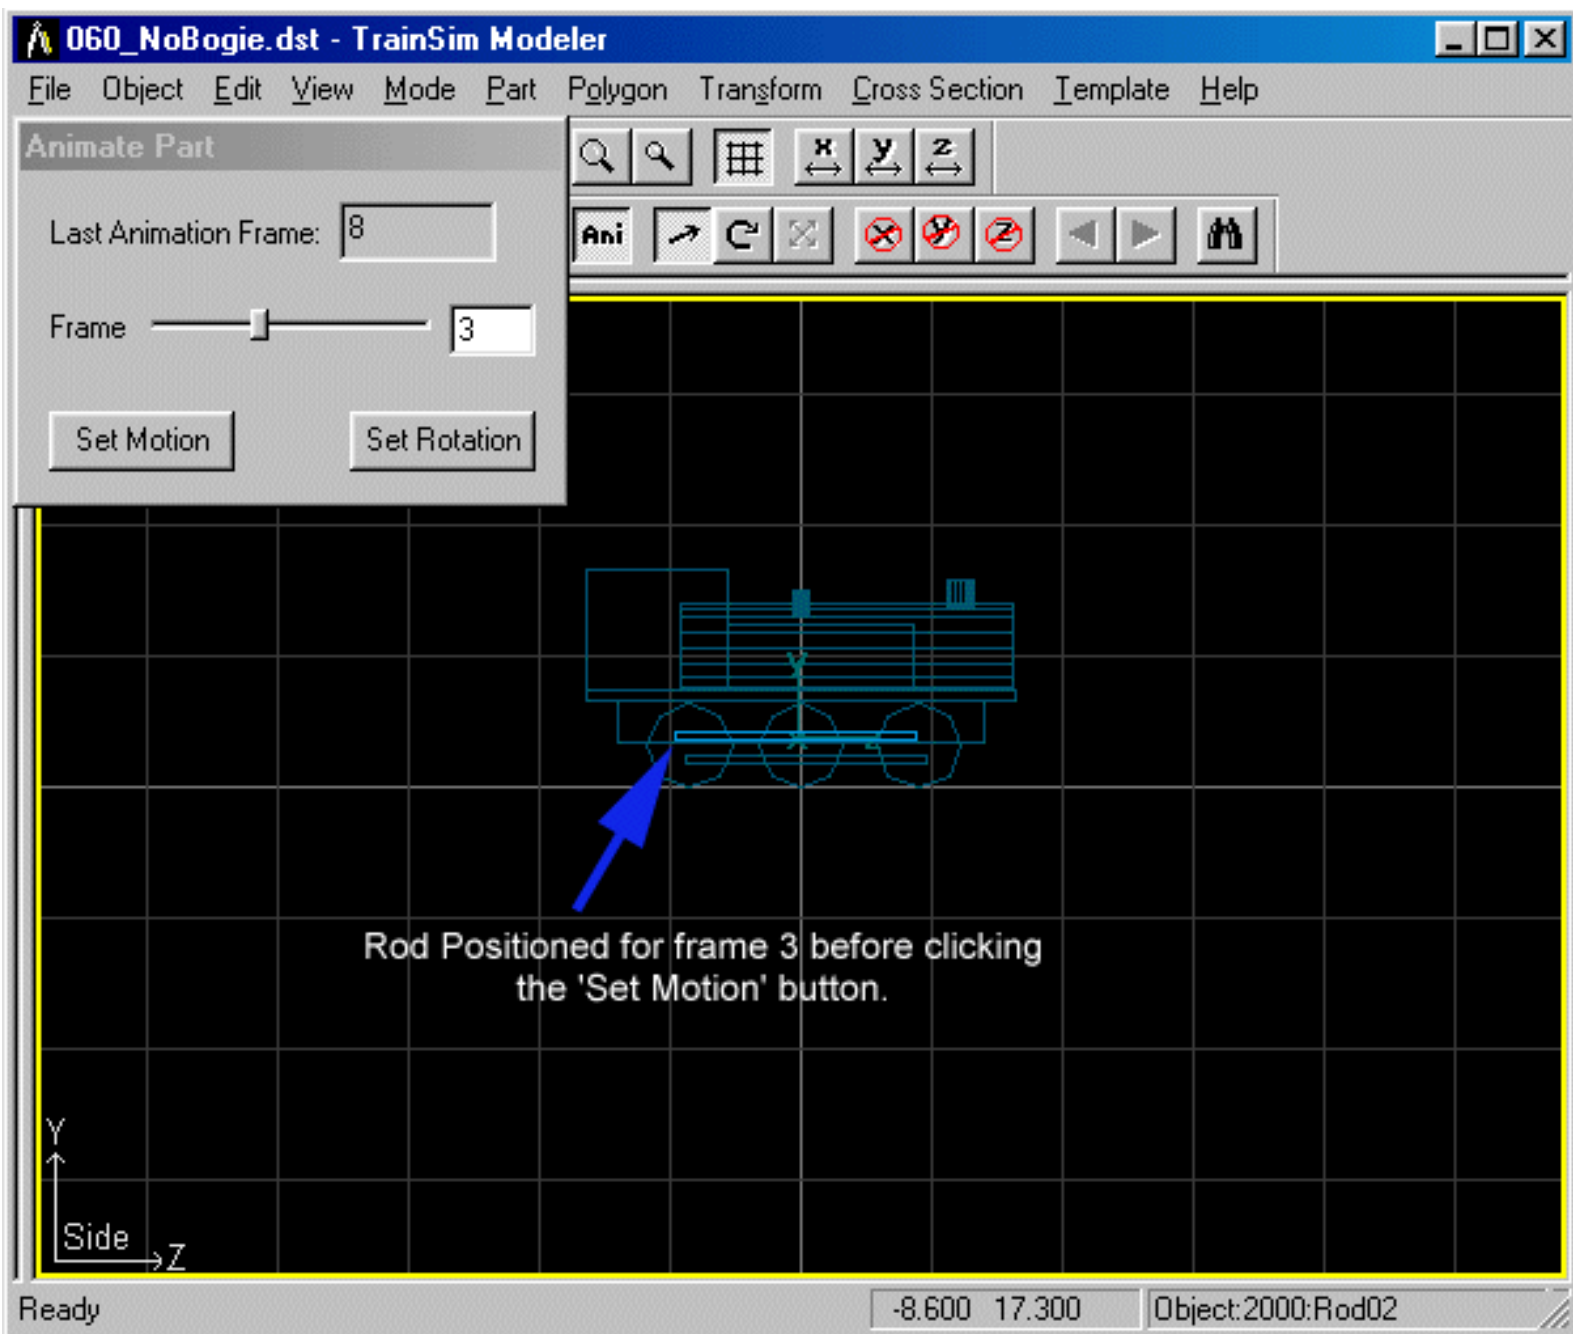 060_NoBogie.dst - TrainSim Modeler
File Object Edit View Mode Part Polygon Transform Cross Section Template Help
Animate Part
x y z
Last Animation Frame: 8
Ani
x y z
Frame 3
Set Motion Set Rotation
Y
Z
Rod Positioned for frame 3 before clicking
the 'Set Motion' button.
Y
Side
Z
Ready -8.600 17.300 Object:2000:Rod02